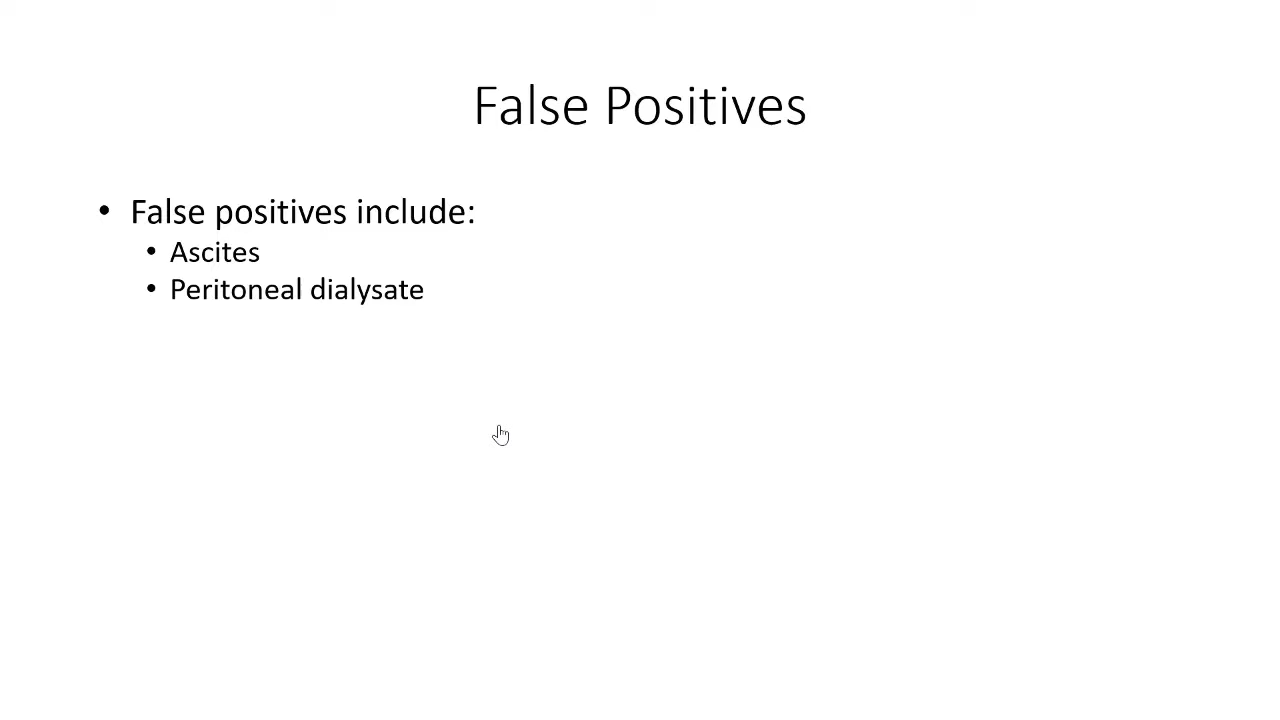 False Positives
• False positives include:
• Ascites
• Peritoneal dialysate